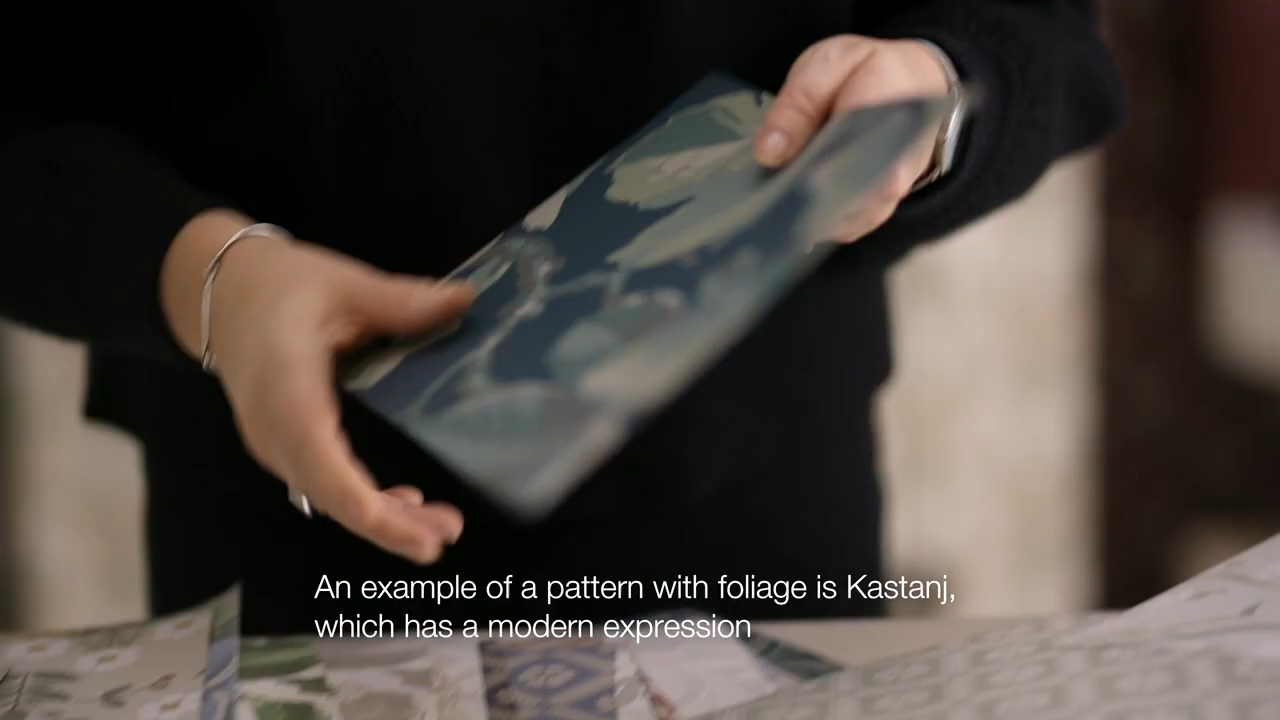 An example of a pattern with foliage is Kastanj,
which has a modern expression